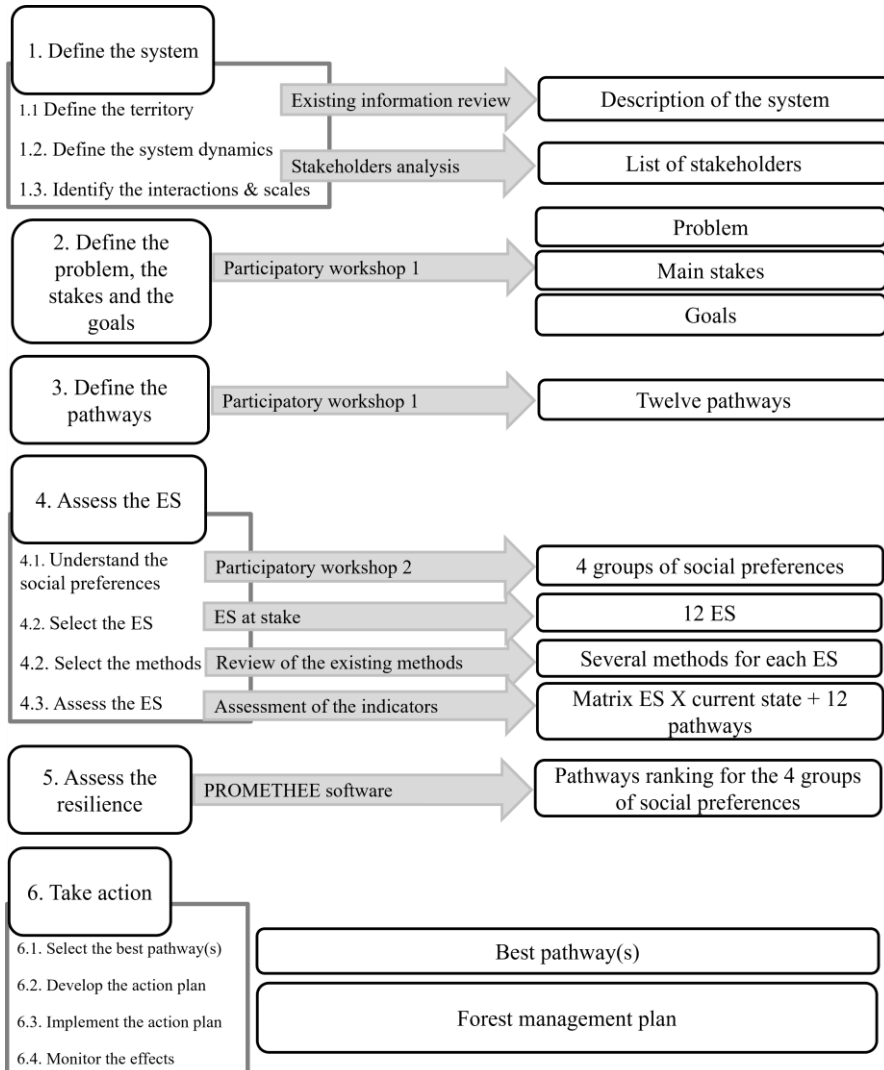 1. Define the system
1.1 Define the territory
Existing information review
Description of the system
1.2. Define the system dynamics
Stakeholders analysis
List of stakeholders
1.3. Identify the interactions & scales
2. Define the
problem, the
stakes and the
goals
Participatory workshop 1
Problem
Main stakes
Goals
3. Define the
pathways
Participatory workshop 1
Twelve pathways
4. Assess the ES
4.1. Understand the
social preferences
Participatory workshop 2
4 groups of social preferences
4.2. Select the ES
ES at stake
12 ES
4.2. Select the methods
Review of the existing methods
Several methods for each ES
4.3. Assess the ES
Assessment of the indicators
Matrix ES X current state + 12
pathways
5. Assess the
resilience
PROMETHEE software
Pathways ranking for the 4 groups
of social preferences
6. Take action
6.1. Select the best pathway(s)
6.2. Develop the action plan
6.3. Implement the action plan
6.4. Monitor the effects
Best pathway(s)
Forest management plan